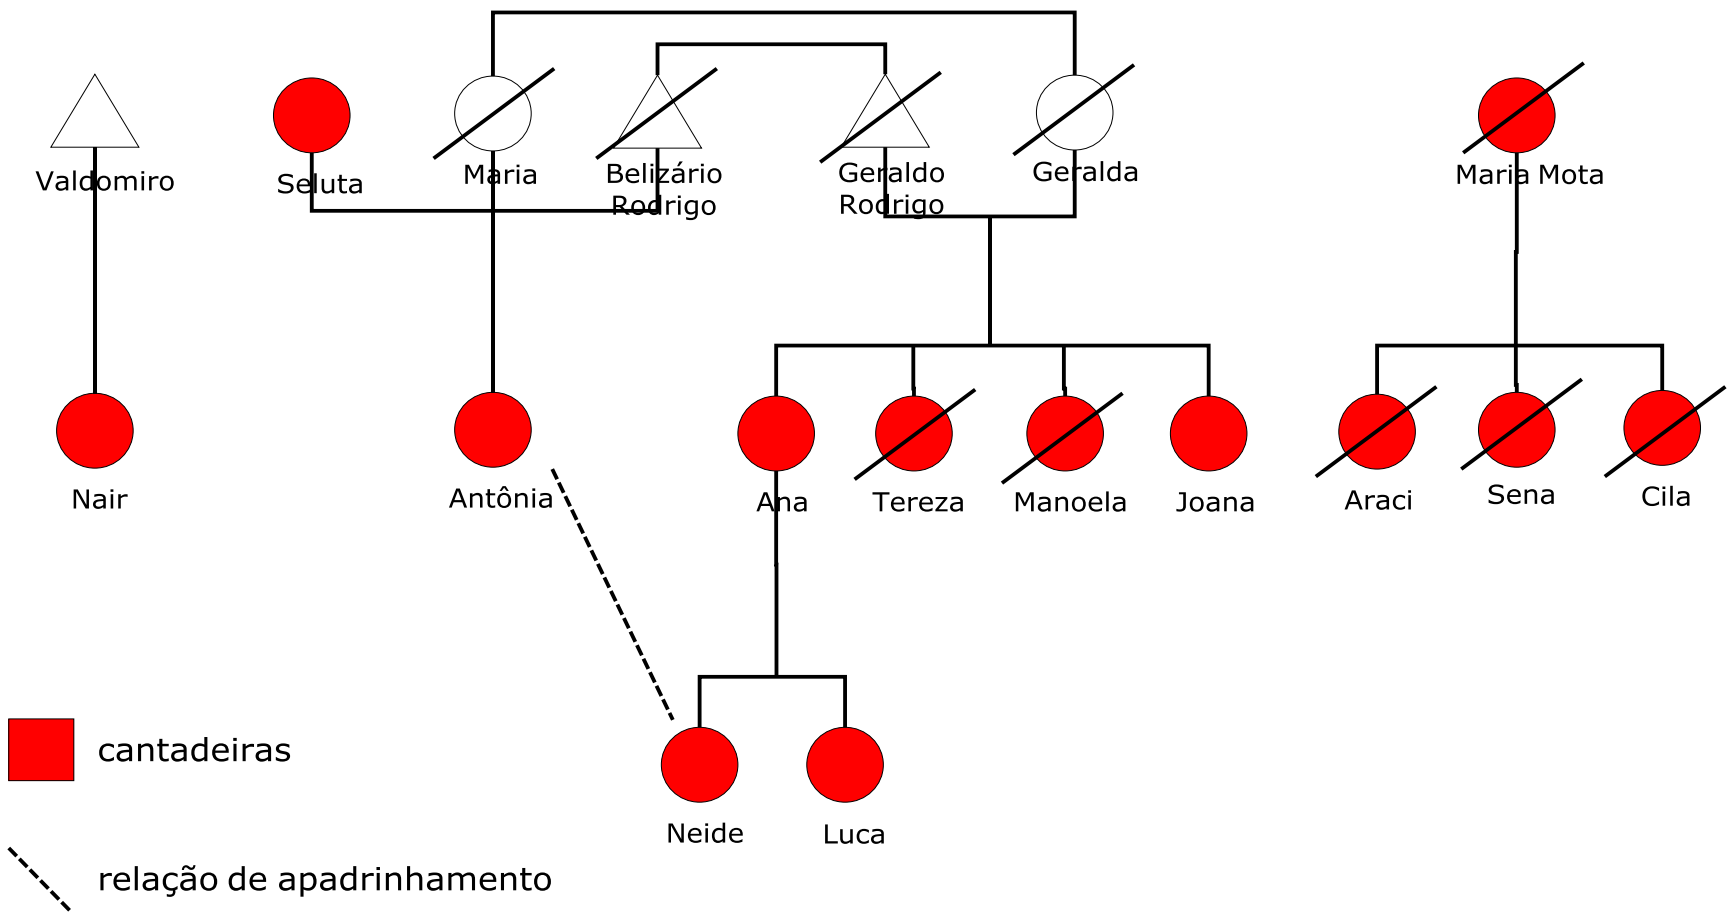 Valdomiro
Seluta
Maria
Belizário
Rodrigo
Geraldo
Rodrigo
Geralda
Maria Mota
Nair
Antônia
Ana
Tereza
Manoela
Joana
Araci
Sena
Cila
Neide
Luca
cantadeiras
relação de apadrinhamento